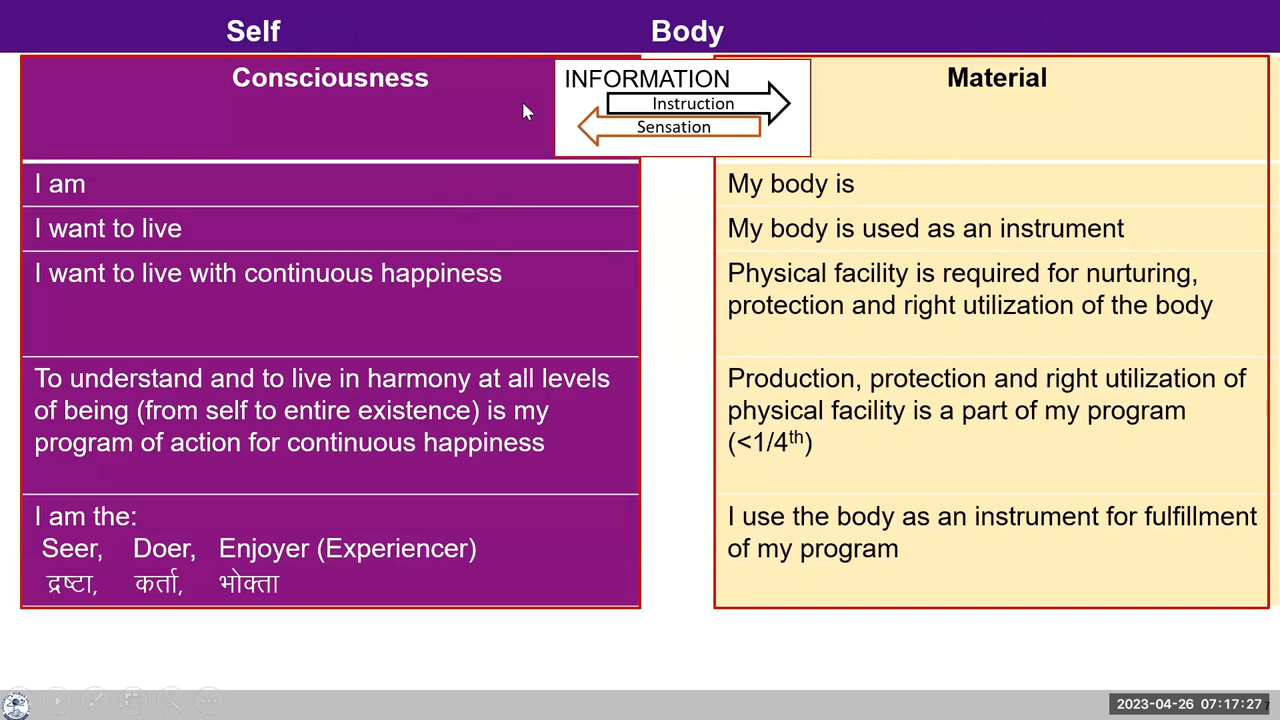 Self
Body
Consciousness
INFORMATION
Instruction
Sensation
Material
I am
My body is
I want to live
My body is used as an instrument
I want to live with continuous happiness
Physical facility is required for nurturing,
protection and right utilization of the body
To understand and to live in harmony at all levels
of being (from self to entire existence) is my
program of action for continuous happiness
Production, protection and right utilization of
physical facility is a part of my program
(<1/4th)
I am the:
Seer, Doer, Enjoyer (Experiencer)
द्रष्टा, कर्ता, भोक्ता
I use the body as an instrument for fulfillment
of my program
2023-04-26 07:17:27
7